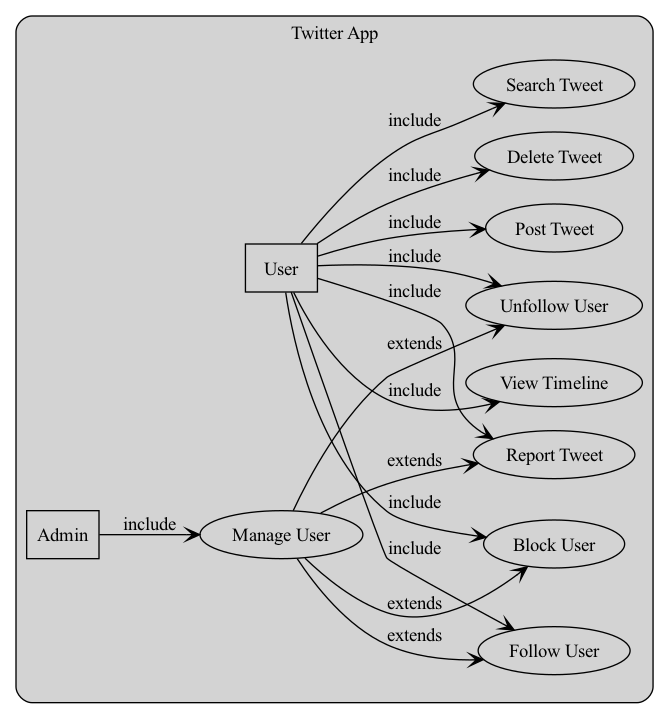 Twitter App
Search Tweet
include
Delete Tweet
include
include
Post Tweet
include
User
include
Unfollow User
extends
View Timeline
include
Report Tweet
extends
include
Admin
include
Manage User
Block User
include
extends
extends
Follow User